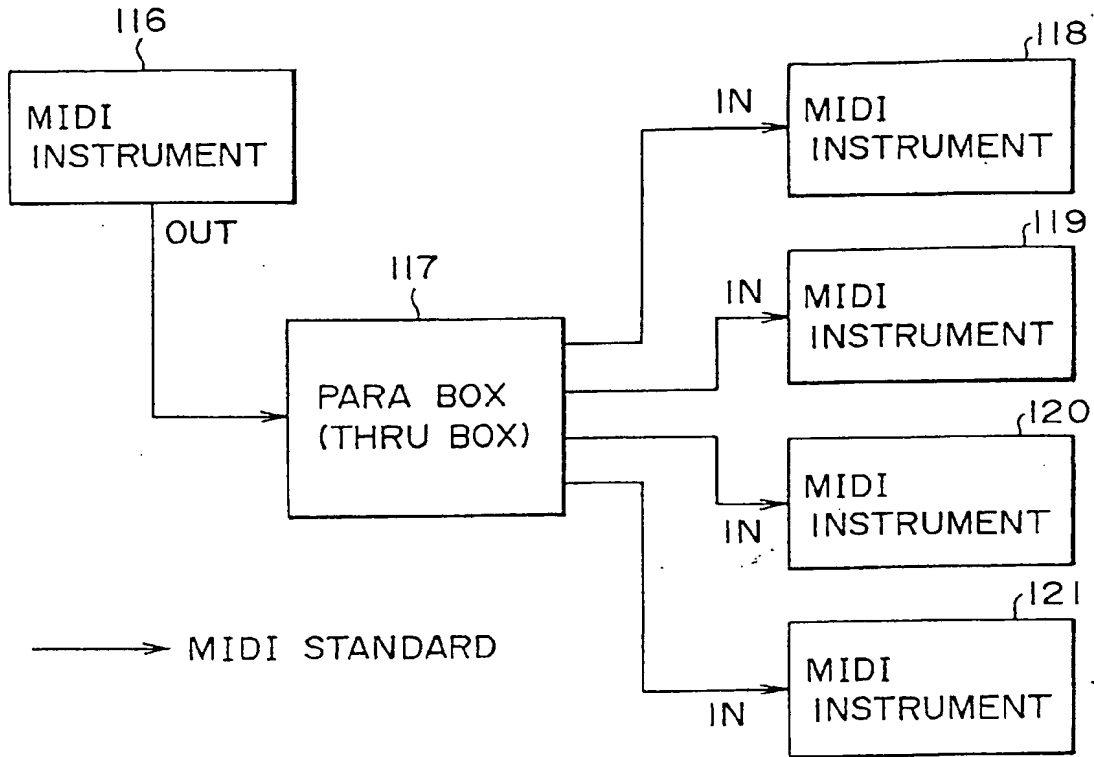 116
MIDI
INSTRUMENT
OUT
117
PARA BOX
(THRU BOX)
118
IN
MIDI
INSTRUMENT
119
IN
MIDI
INSTRUMENT
120
IN
MIDI
INSTRUMENT
121
IN
MIDI
INSTRUMENT
MIDI STANDARD